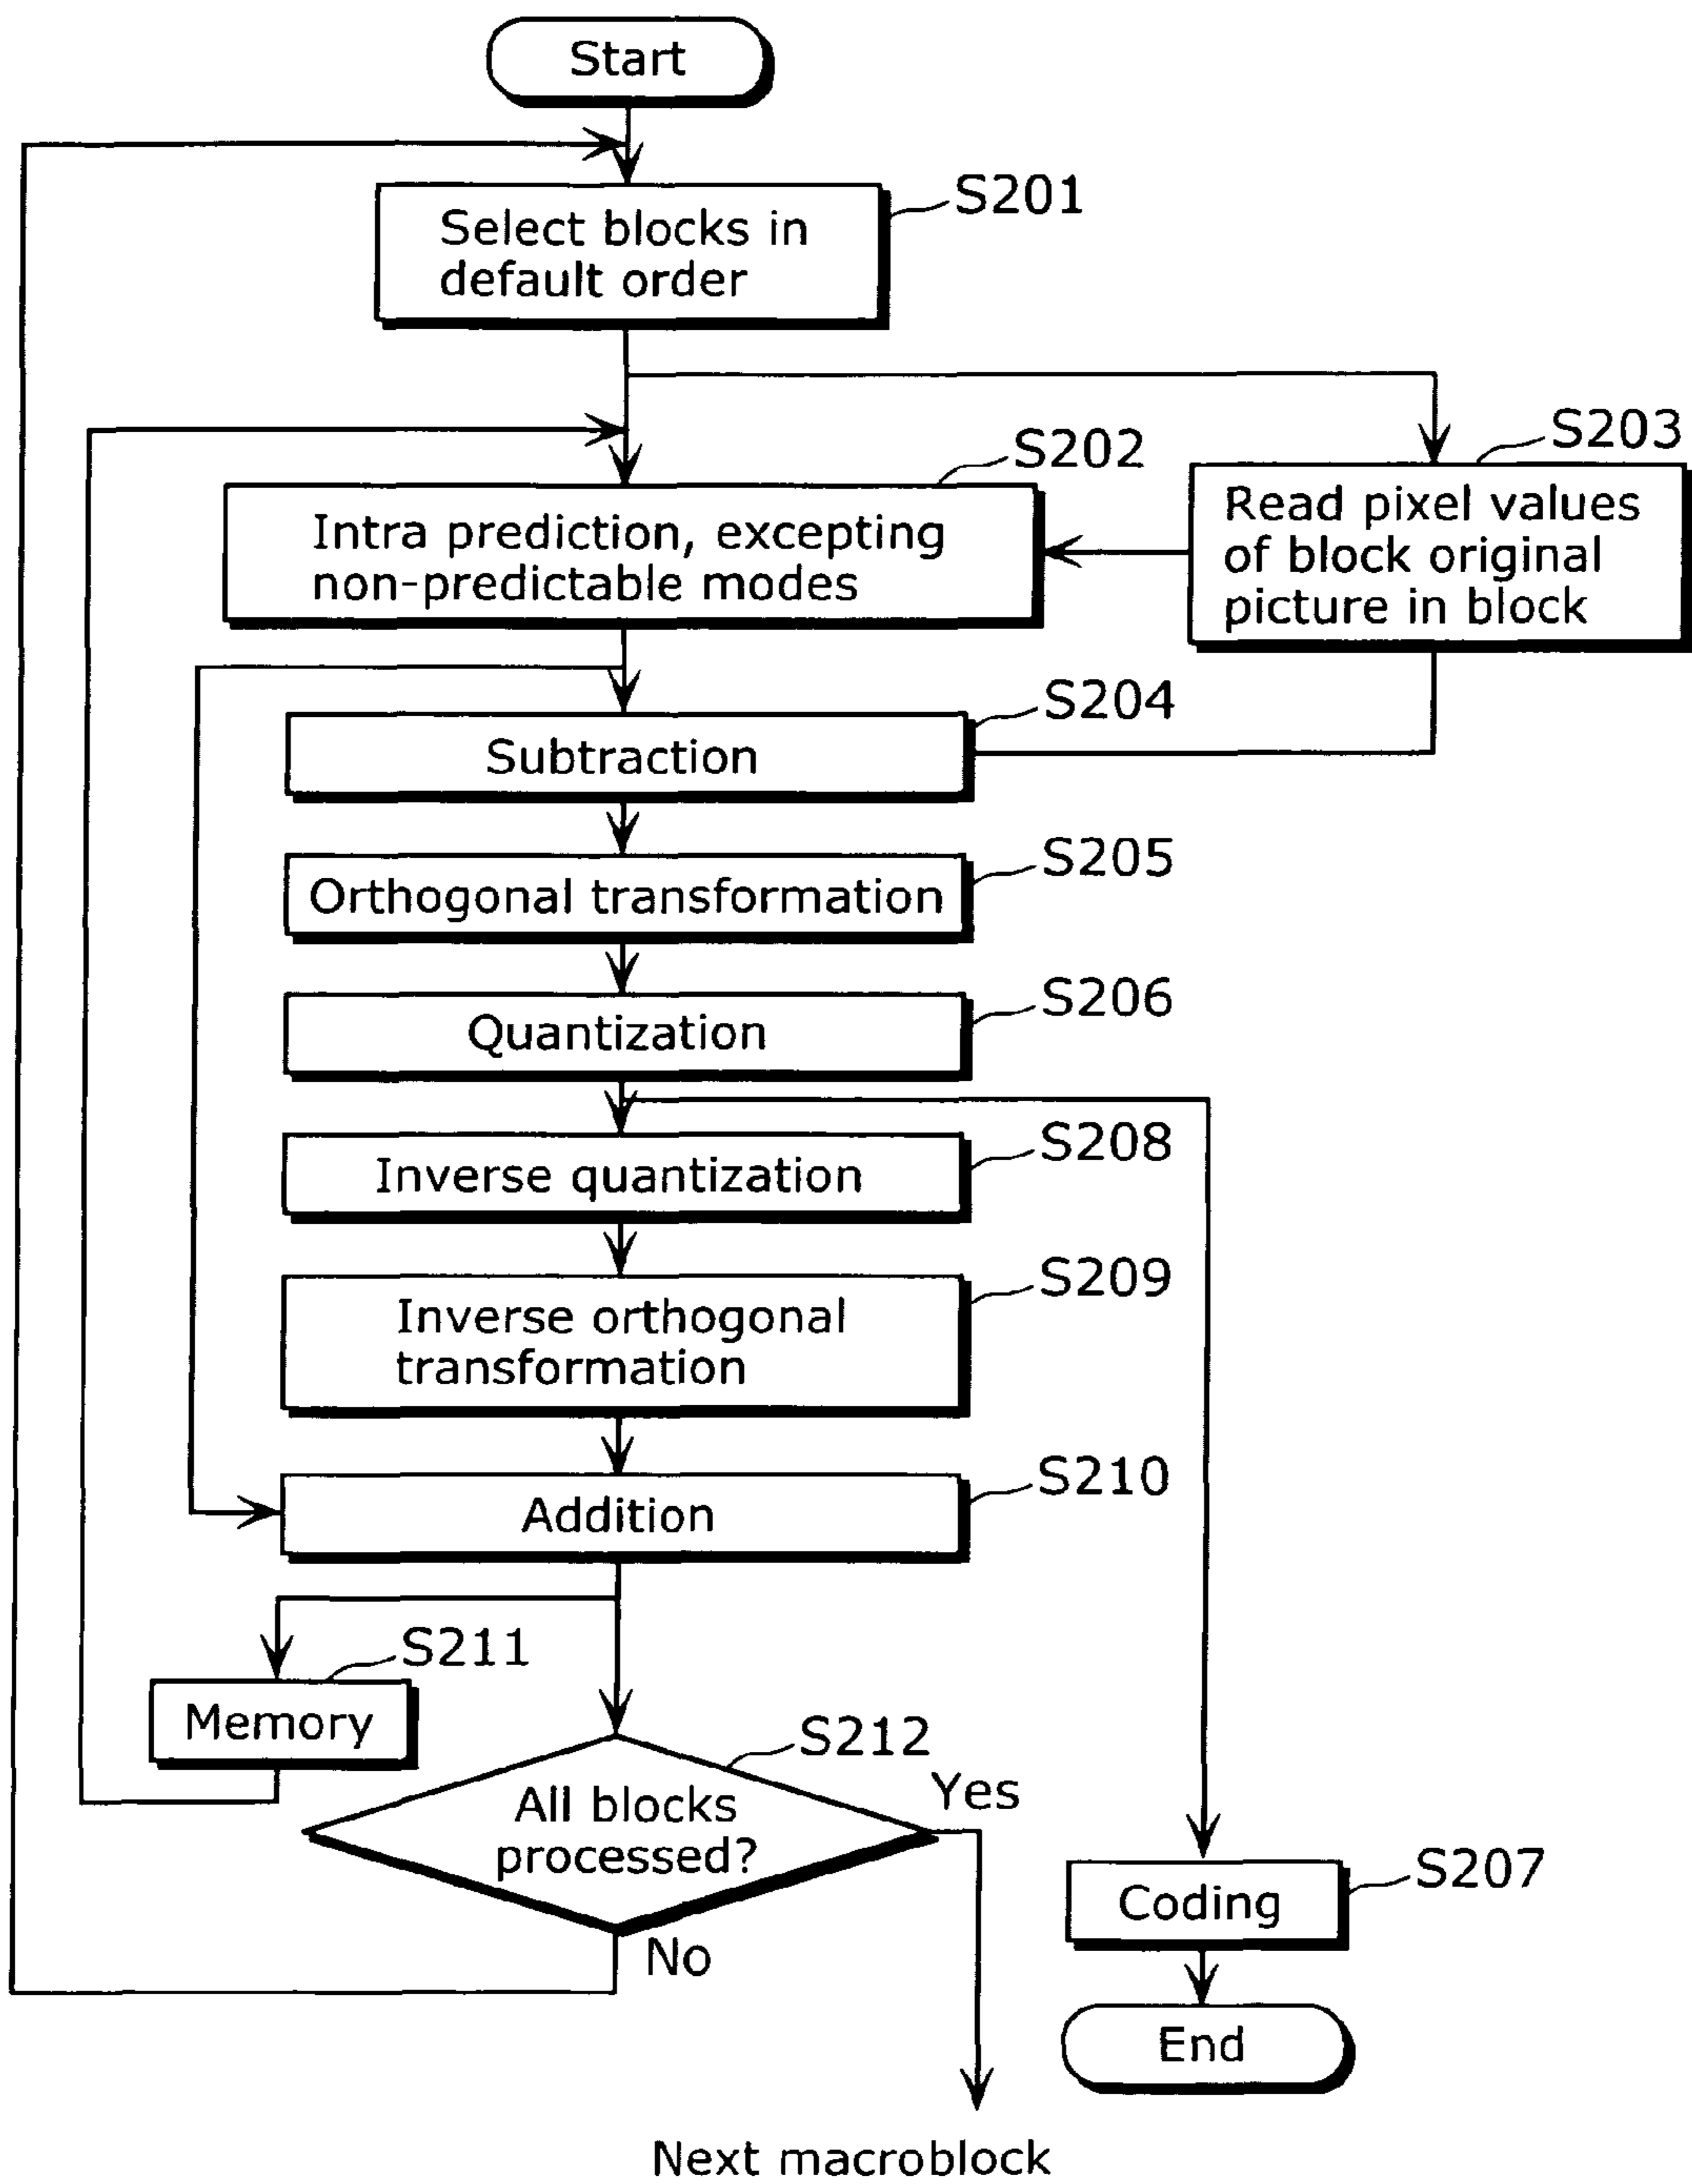 Start
S201
Select blocks in
default order
S203
S202
Read pixel values
of block original
picture in block
Intra prediction, excepting
non-predictable modes
S204
Subtraction
S205
Orthogonal transformation
S206
Quantization
S208
Inverse quantization
S209
Inverse orthogonal
transformation
S210
Addition
S211
Memory
S212
All blocks
processed?
Yes
No
S207
Coding
End
Next macroblock